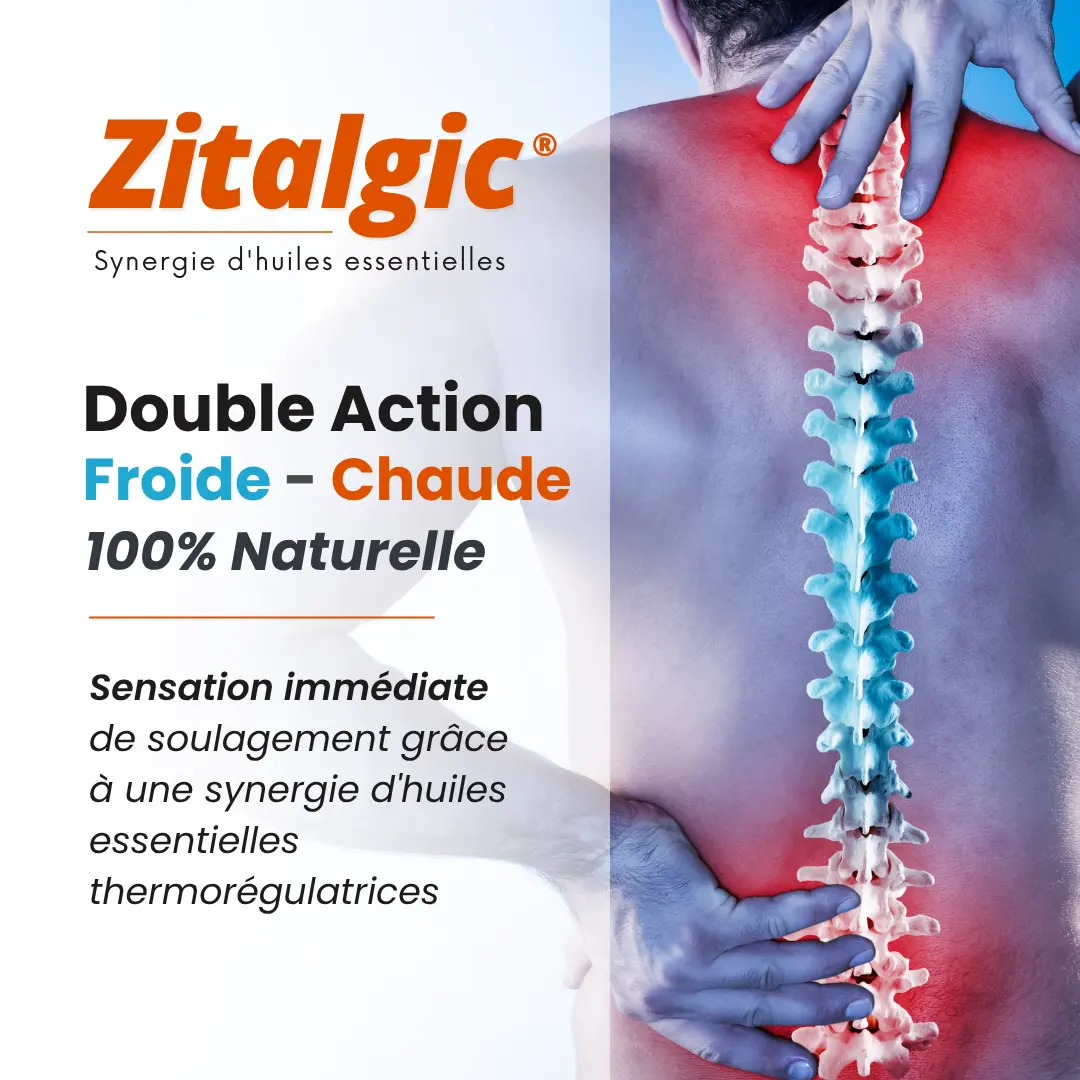 Zitalgic®
Synergie d'huiles essentielles
Double Action
Froide - Chaude
100% Naturelle
Sensation immédiate
de soulagement grâce
à une synergie d'huiles
essentielles
thermorégulatrices